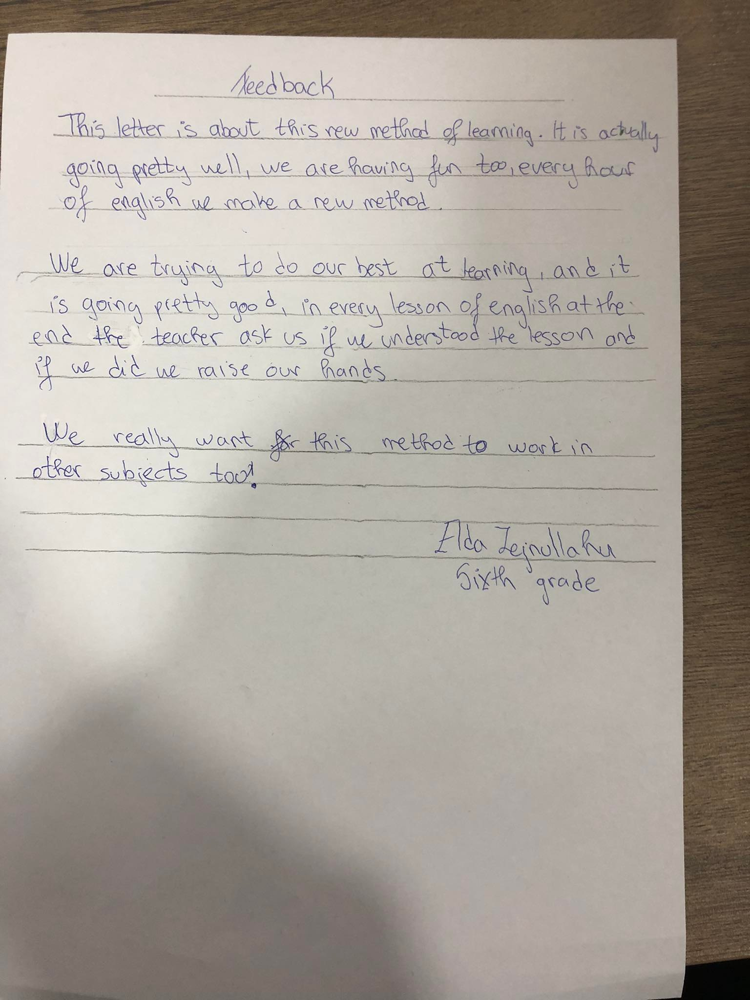 Feedback
This letter is about this new method of learning. It is actually
going pretty well, we are having fun too, every hour
of english we make a new method.
We are trying to do our best at learning, and it
is going pretty good, in every lesson of english at the
end the teacher ask us if we understood the lesson and
if we did we raise our hands.
We really want for this method to work in
other subjects too!
Elda Zejnullahu
Sixth grade